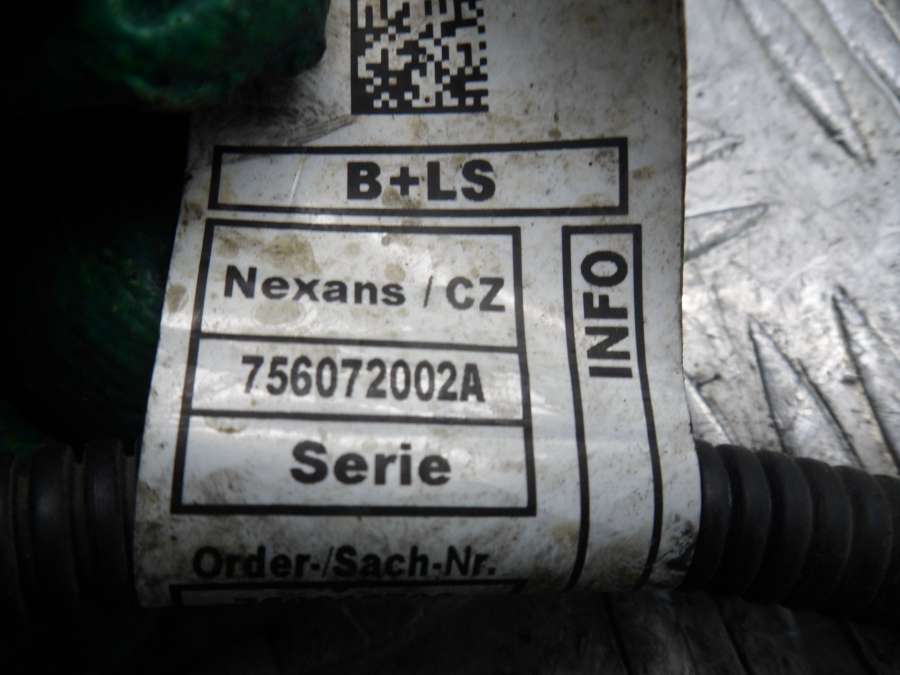 B+LS
Nexans / CZ
756072002A
Serie
INFO
Order-/Sach-Nr.